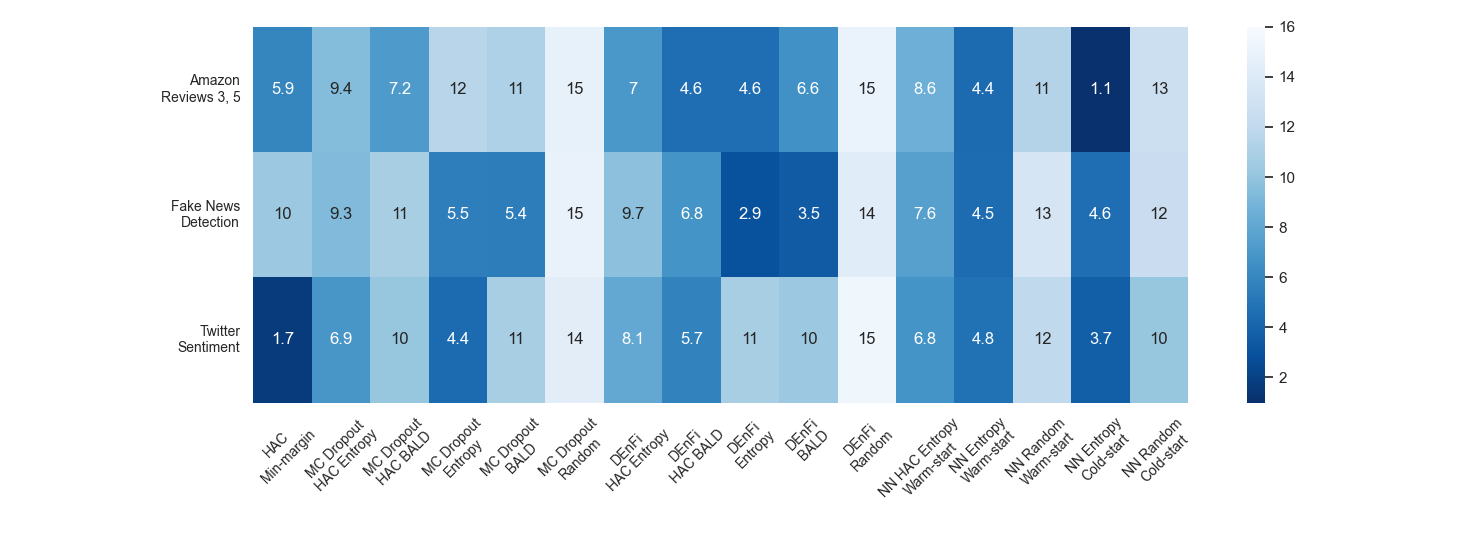 Amazon
Reviews 3, 5
5.9 9.4 7.2 12 11 15 7 4.6 4.6 6.6 15 8.6 4.4 11 1.1 13
Fake News
Detection
10 9.3 11 5.5 5.4 15 9.7 6.8 2.9 3.5 14 7.6 4.5 13 4.6 12
Twitter
Sentiment
1.7 6.9 10 4.4 11 14 8.1 5.7 11 10 15 6.8 4.8 12 3.7 10
HAC
Min-margin
MC Dropout
HAC Entropy
MC Dropout
HAC BALD
MC Dropout
Entropy
MC Dropout
BALD
MC Dropout
Random
DEnFi
HAC Entropy
DEnFi
HAC BALD
DEnFi
Entropy
DEnFi
BALD
DEnFi
Random
NN HAC Entropy
Warm-start
NN Entropy
Warm-start
NN Random
Warm-start
NN Entropy
Cold-start
NN Random
Cold-start
16
14
12
10
8
6
4
2